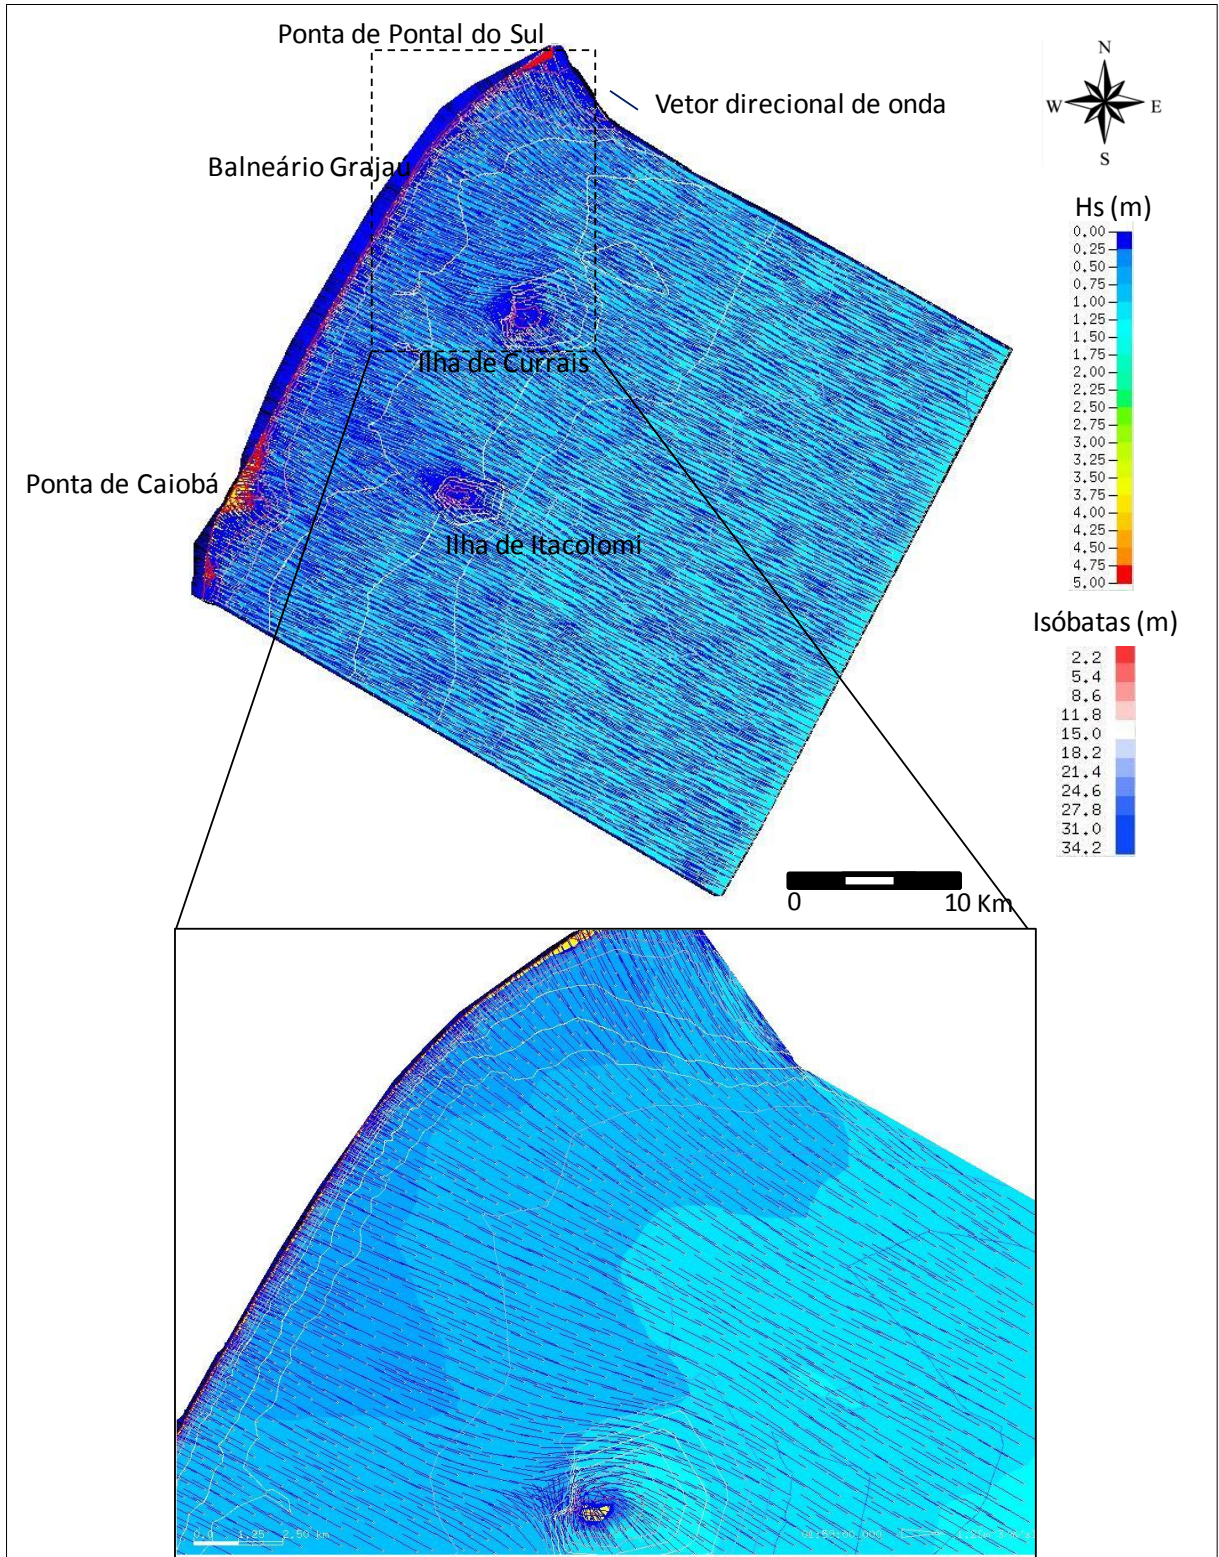 Ponta de Pontal do Sul
Vetor direcional de onda
N
W E
S
Balneário Grajaú
Hs (m)
0.00
0.25
0.50
0.75
1.00
1.25
1.50
1.75
2.00
2.25
2.50
2.75
3.00
3.25
3.50
3.75
4.00
4.25
4.50
4.75
5.00
Ilha de Currais
Ponta de Caiobá
Ilha de Itacolomi
Isóbatas (m)
2.2
5.4
8.6
11.8
15.0
18.2
21.4
24.6
27.8
31.0
34.2
0 10 Km
0.0 1.25 2.50 km